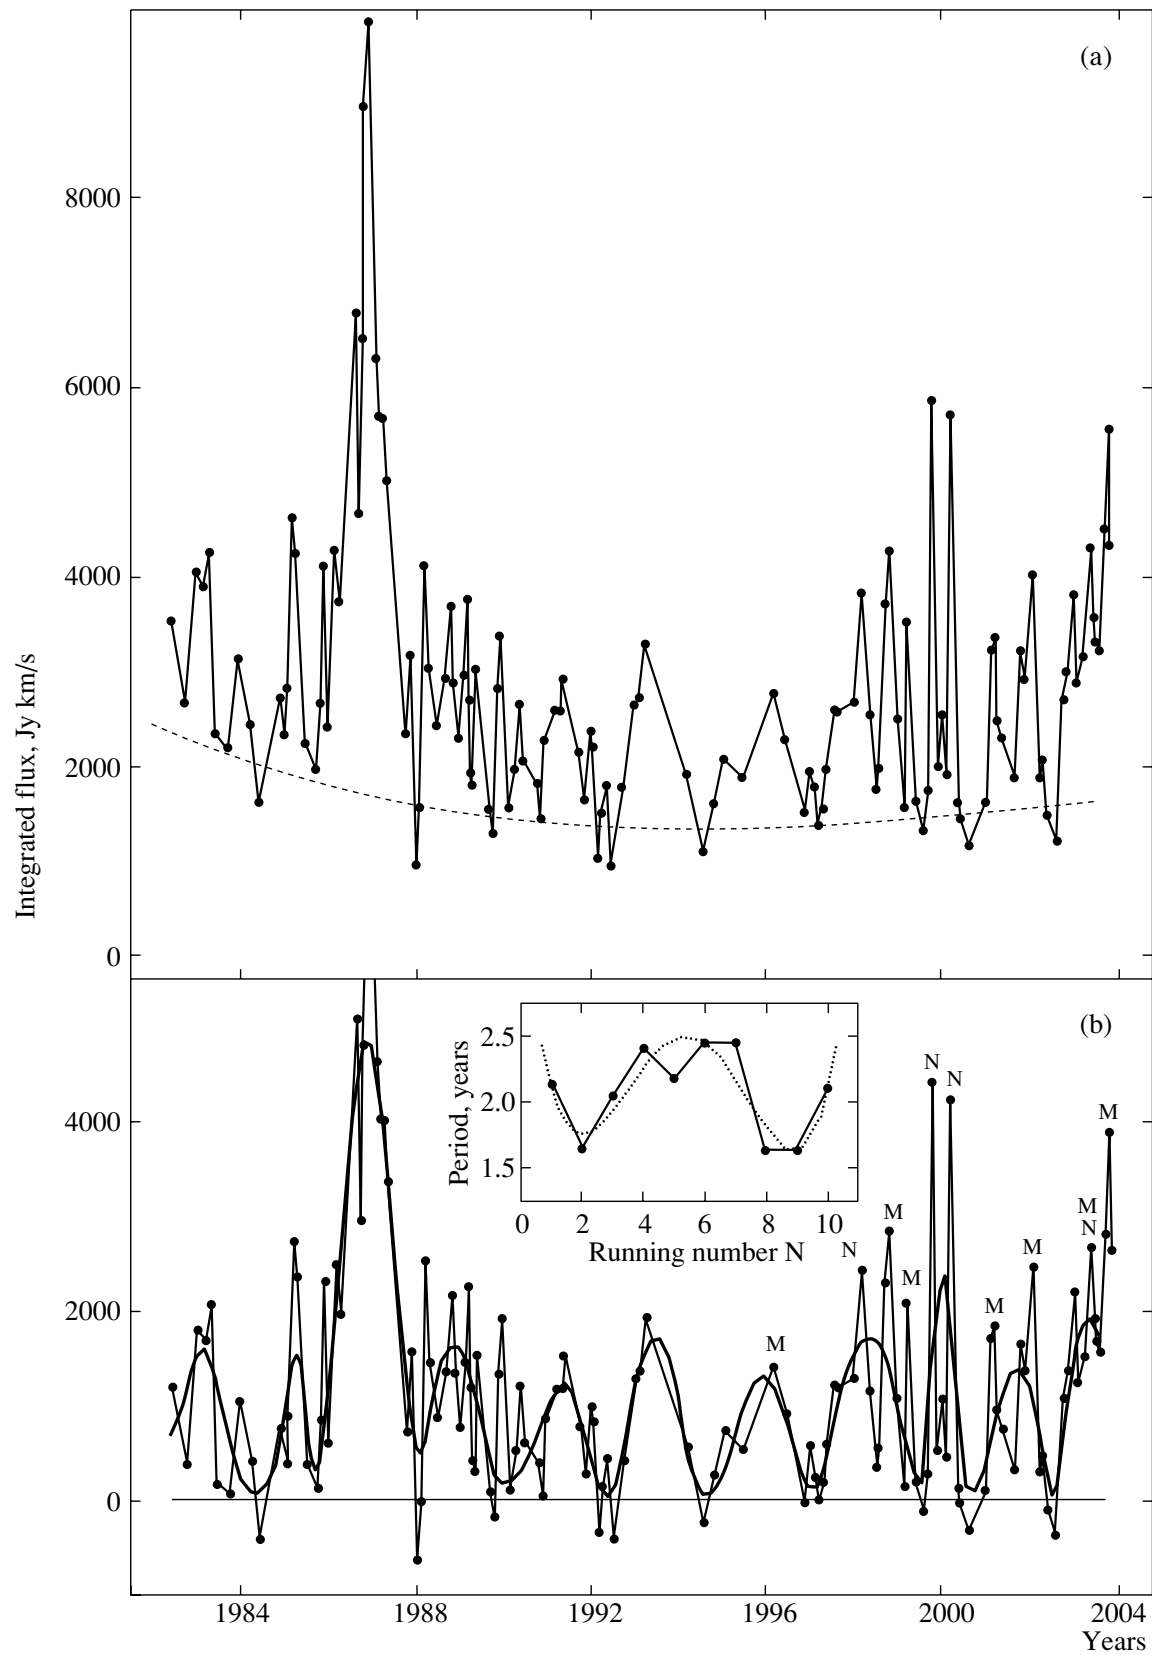 (a)
8000
6000
4000
2000
0
Integrated flux, Jy km/s
(b)
4000
2000
0
2.5
2.0
1.5
Period, years
0 2 4 6 8 10
Running number N
N
N
M
M
N
M
N
M
M
M
M
1984 1988 1992 1996 2000 2004
Years